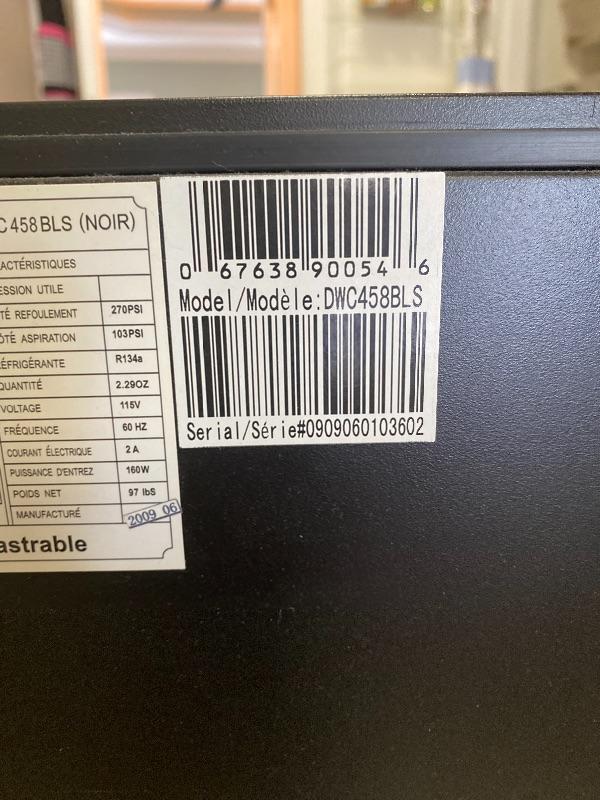 C458BLS (NOIR)
ACTÉRISTIQUES
ESSION UTILE
TÉ REFOULEMENT 270PSI
ÔTÉ ASPIRATION 103PSI
ÉFRIGÉRANTE R134a
QUANTITÉ 2.29OZ
VOLTAGE 115V
FRÉQUENCE 60 HZ
COURANT ÉLECTRIQUE 2 A
PUISSANCE D'ENTREZ 160W
POIDS NET 97 lbS
MANUFACTURÉ 2009 06
astrable
0 67638 90054 6
Model/Modèle:DWC458BLS
Serial/Série#0909060103602